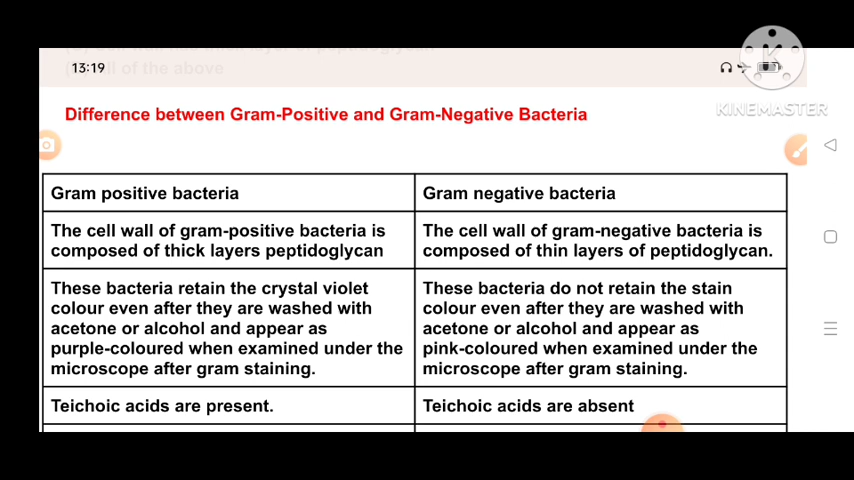 13:19
of the above
KINEMASTER
Difference between Gram-Positive and Gram-Negative Bacteria
Gram positive bacteria
Gram negative bacteria
The cell wall of gram-positive bacteria is
composed of thick layers peptidoglycan
The cell wall of gram-negative bacteria is
composed of thin layers of peptidoglycan.
These bacteria retain the crystal violet
colour even after they are washed with
acetone or alcohol and appear as
purple-coloured when examined under the
microscope after gram staining.
These bacteria do not retain the stain
colour even after they are washed with
acetone or alcohol and appear as
pink-coloured when examined under the
microscope after gram staining.
Teichoic acids are present.
Teichoic acids are absent